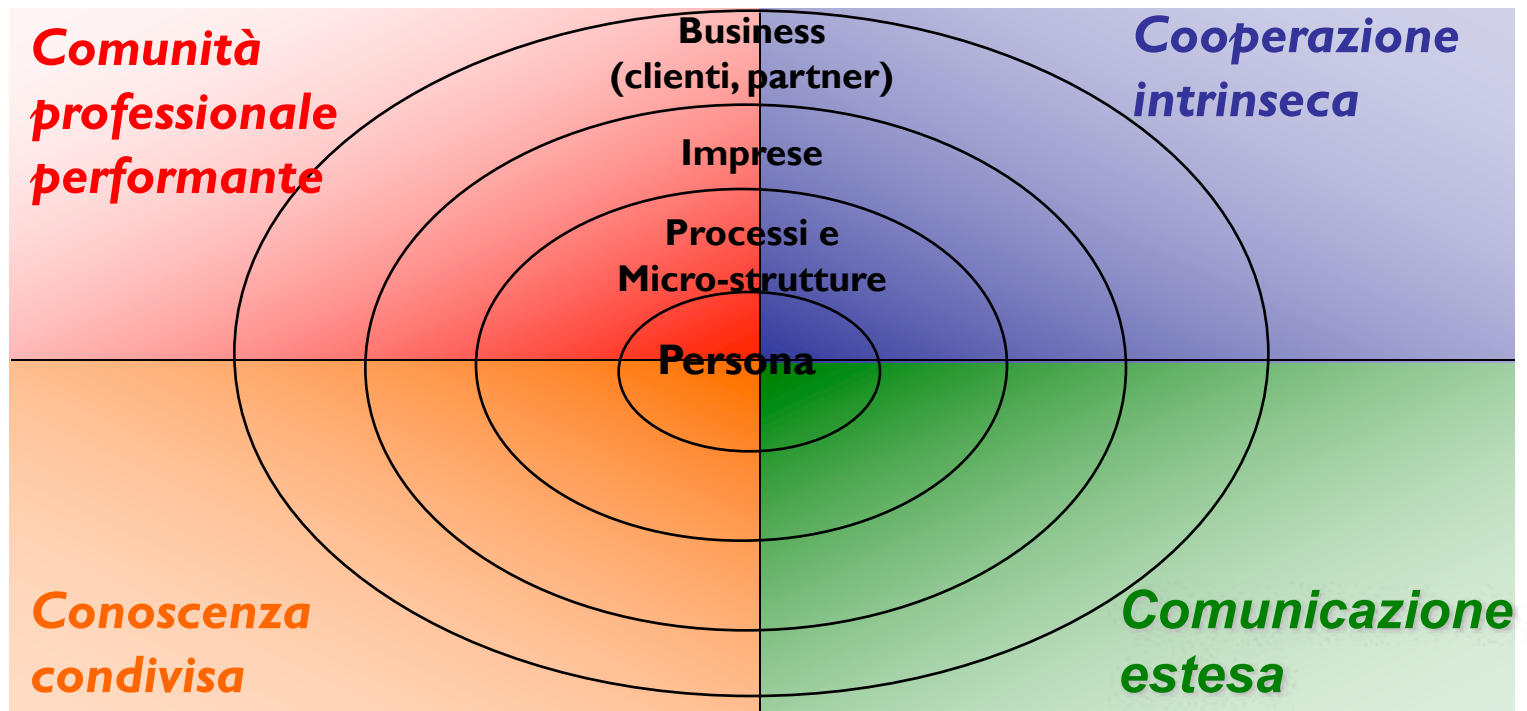 Comunità
professionale
performante
Business
(clienti, partner)
Cooperazione
intrinseca
Imprese
Processi e
Micro-strutture
Persona
Conoscenza
condivisa
Comunicazione
estesa